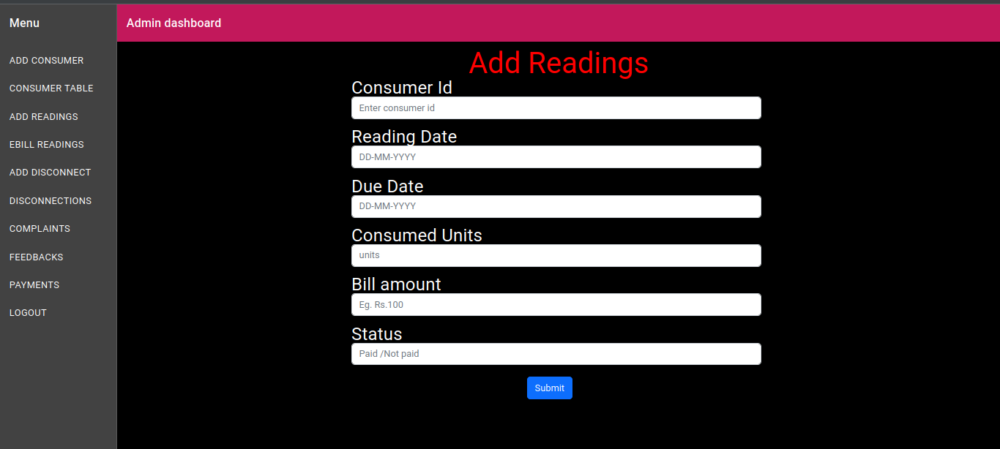 Menu
Admin dashboard
ADD CONSUMER
CONSUMER TABLE
ADD READINGS
EBILL READINGS
ADD DISCONNECT
DISCONNECTIONS
COMPLAINTS
FEEDBACKS
PAYMENTS
LOGOUT
Add Readings
Consumer Id
Enter consumer id
Reading Date
DD-MM-YYYY
Due Date
DD-MM-YYYY
Consumed Units
units
Bill amount
Eg. Rs.100
Status
Paid /Not paid
Submit